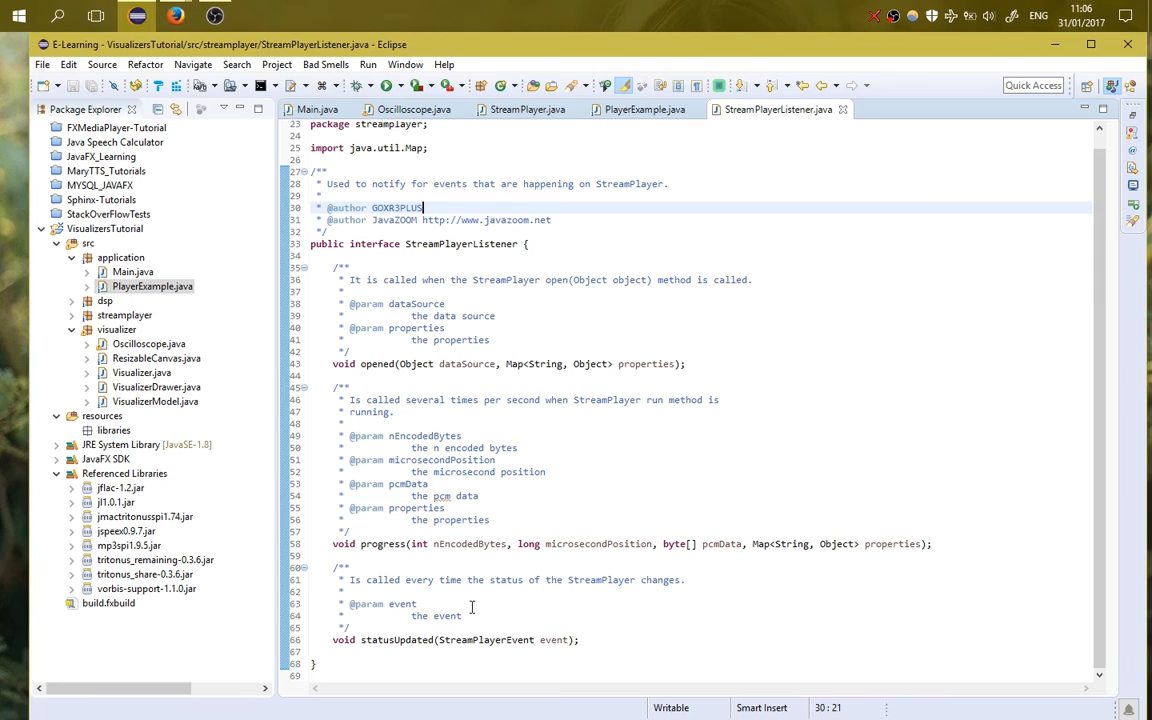 11:06
ENG
31/01/2017
E-Learning - VisualizersTutorial/src/streamplayer/StreamPlayerListener.java - Eclipse
File Edit Source Refactor Navigate Search Project Bad Smells Run Window Help
Quick Access
Package Explorer
FXMediaPlayer-Tutorial
Java Speech Calculator
JavaFX_Learning
MaryTTS_Tutorials
MYSQL_JAVAFX
Sphinx-Tutorials
StackOverFlowTests
VisualizersTutorial
src
application
Main.java
PlayerExample.java
dsp
streamplayer
visualizer
Oscilloscope.java
ResizableCanvas.java
Visualizer.java
VisualizerDrawer.java
VisualizerModel.java
resources
libraries
JRE System Library [JavaSE-1.8]
JavaFX SDK
Referenced Libraries
jflac-1.2.jar
jl1.0.1.jar
jmactritonusspi1.74.jar
jspeex0.9.7.jar
mp3spi1.9.5.jar
tritonus_remaining-0.3.6.jar
tritonus_share-0.3.6.jar
vorbis-support-1.1.0.jar
build.fxbuild
Main.java Oscilloscope.java StreamPlayer.java PlayerExample.java StreamPlayerListener.java
23 package streamplayer;
24
25 import java.util.Map;
26
27 /**
28 * Used to notify for events that are happening on StreamPlayer.
29 *
30 * @author GOXR3PLUS
31 * @author JavaZOOM http://www.javazoom.net
32 */
33 public interface StreamPlayerListener {
34
35 /**
36 * It is called when the StreamPlayer open(Object object) method is called.
37 *
38 * @param dataSource
39 * the data source
40 * @param properties
41 * the properties
42 */
43 void opened(Object dataSource, Map<String, Object> properties);
44
45 /**
46 * Is called several times per second when StreamPlayer run method is
47 * running.
48 *
49 * @param nEncodedBytes
50 * the n encoded bytes
51 * @param microsecondPosition
52 * the microsecond position
53 * @param pcmData
54 * the pcm data
55 * @param properties
56 * the properties
57 */
58 void progress(int nEncodedBytes, long microsecondPosition, byte[] pcmData, Map<String, Object> properties);
59
60 /**
61 * Is called every time the status of the StreamPlayer changes.
62 *
63 * @param event
64 * the event
65 */
66 void statusUpdated(StreamPlayerEvent event);
67
68 }
69
Writable Smart Insert 30 : 21